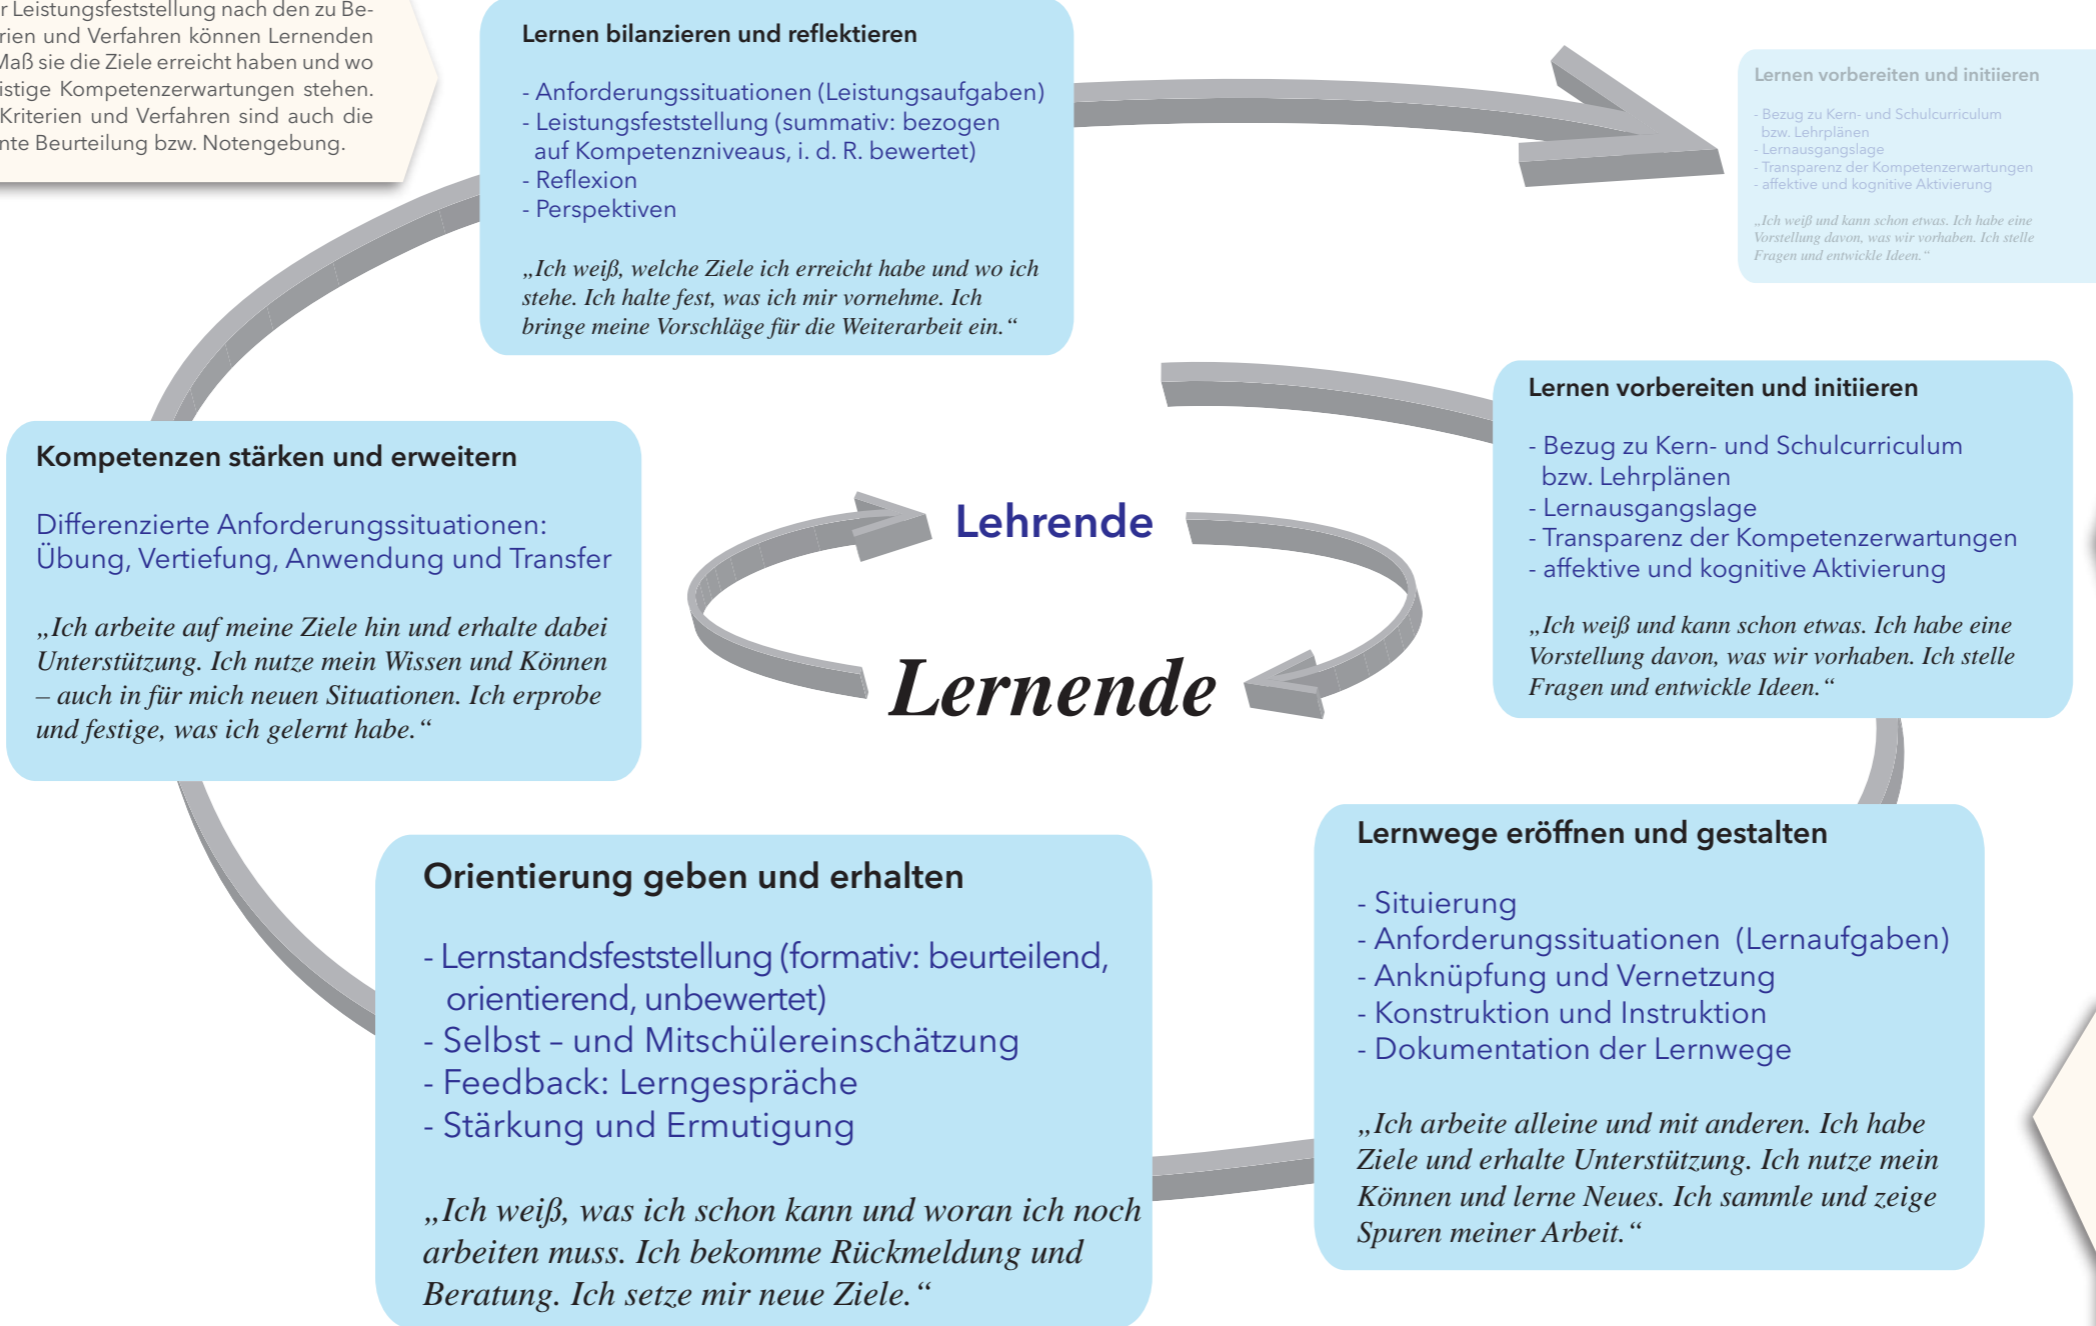 Leistungsfeststellung nach den zu Be-
und Verfahren können Lernenden
Maß sie die Ziele erreicht haben und wo
Kompetenzerwartungen stehen.
Kriterien und Verfahren sind auch die
Beurteilung bzw. Notengebung.
Lernen bilanzieren und reflektieren
- Anforderungssituationen (Leistungsaufgaben)
- Leistungsfeststellung (summativ: bezogen
auf Kompetenzniveaus, i. d. R. bewertet)
- Reflexion
- Perspektiven
„Ich weiß, welche Ziele ich erreicht habe und wo ich
stehe. Ich halte fest, was ich mir vornehme. Ich
bringe meine Vorschläge für die Weiterarbeit ein.“
Lernen vorbereiten und initiieren
- Bezug zu Kern- und Schulcurriculum
bzw. Lehrplänen
- Lernausgangslage
- Transparenz der Kompetenzerwartungen
- affektive und kognitive Aktivierung
„Ich weiß und kann schon etwas. Ich habe eine
Vorstellung davon, was wir vorhaben. Ich stelle
Fragen und entwickle Ideen.“
Lernen vorbereiten und initiieren
- Bezug zu Kern- und Schulcurriculum
bzw. Lehrplänen
- Lernausgangslage
- Transparenz der Kompetenzerwartungen
- affektive und kognitive Aktivierung
„Ich weiß und kann schon etwas. Ich habe eine
Vorstellung davon, was wir vorhaben. Ich stelle
Fragen und entwickle Ideen.“
Kompetenzen stärken und erweitern
Differenzierte Anforderungssituationen:
Übung, Vertiefung, Anwendung und Transfer
„Ich arbeite auf meine Ziele hin und erhalte dabei
Unterstützung. Ich nutze mein Wissen und Können
– auch in für mich neuen Situationen. Ich erprobe
und festige, was ich gelernt habe.“
Lehrende
Lernende
Orientierung geben und erhalten
- Lernstandsfeststellung (formativ: beurteilend,
orientierend, unbewertet)
- Selbst – und Mitschülereinschätzung
- Feedback: Lerngespräche
- Stärkung und Ermutigung
„Ich weiß, was ich schon kann und woran ich noch
arbeiten muss. Ich bekomme Rückmeldung und
Beratung. Ich setze mir neue Ziele.“
Lernwege eröffnen und gestalten
- Situierung
- Anforderungssituationen (Lernaufgaben)
- Anknüpfung und Vernetzung
- Konstruktion und Instruktion
- Dokumentation der Lernwege
„Ich arbeite alleine und mit anderen. Ich habe
Ziele und erhalte Unterstützung. Ich nutze mein
Können und lerne Neues. Ich sammle und zeige
Spuren meiner Arbeit.“